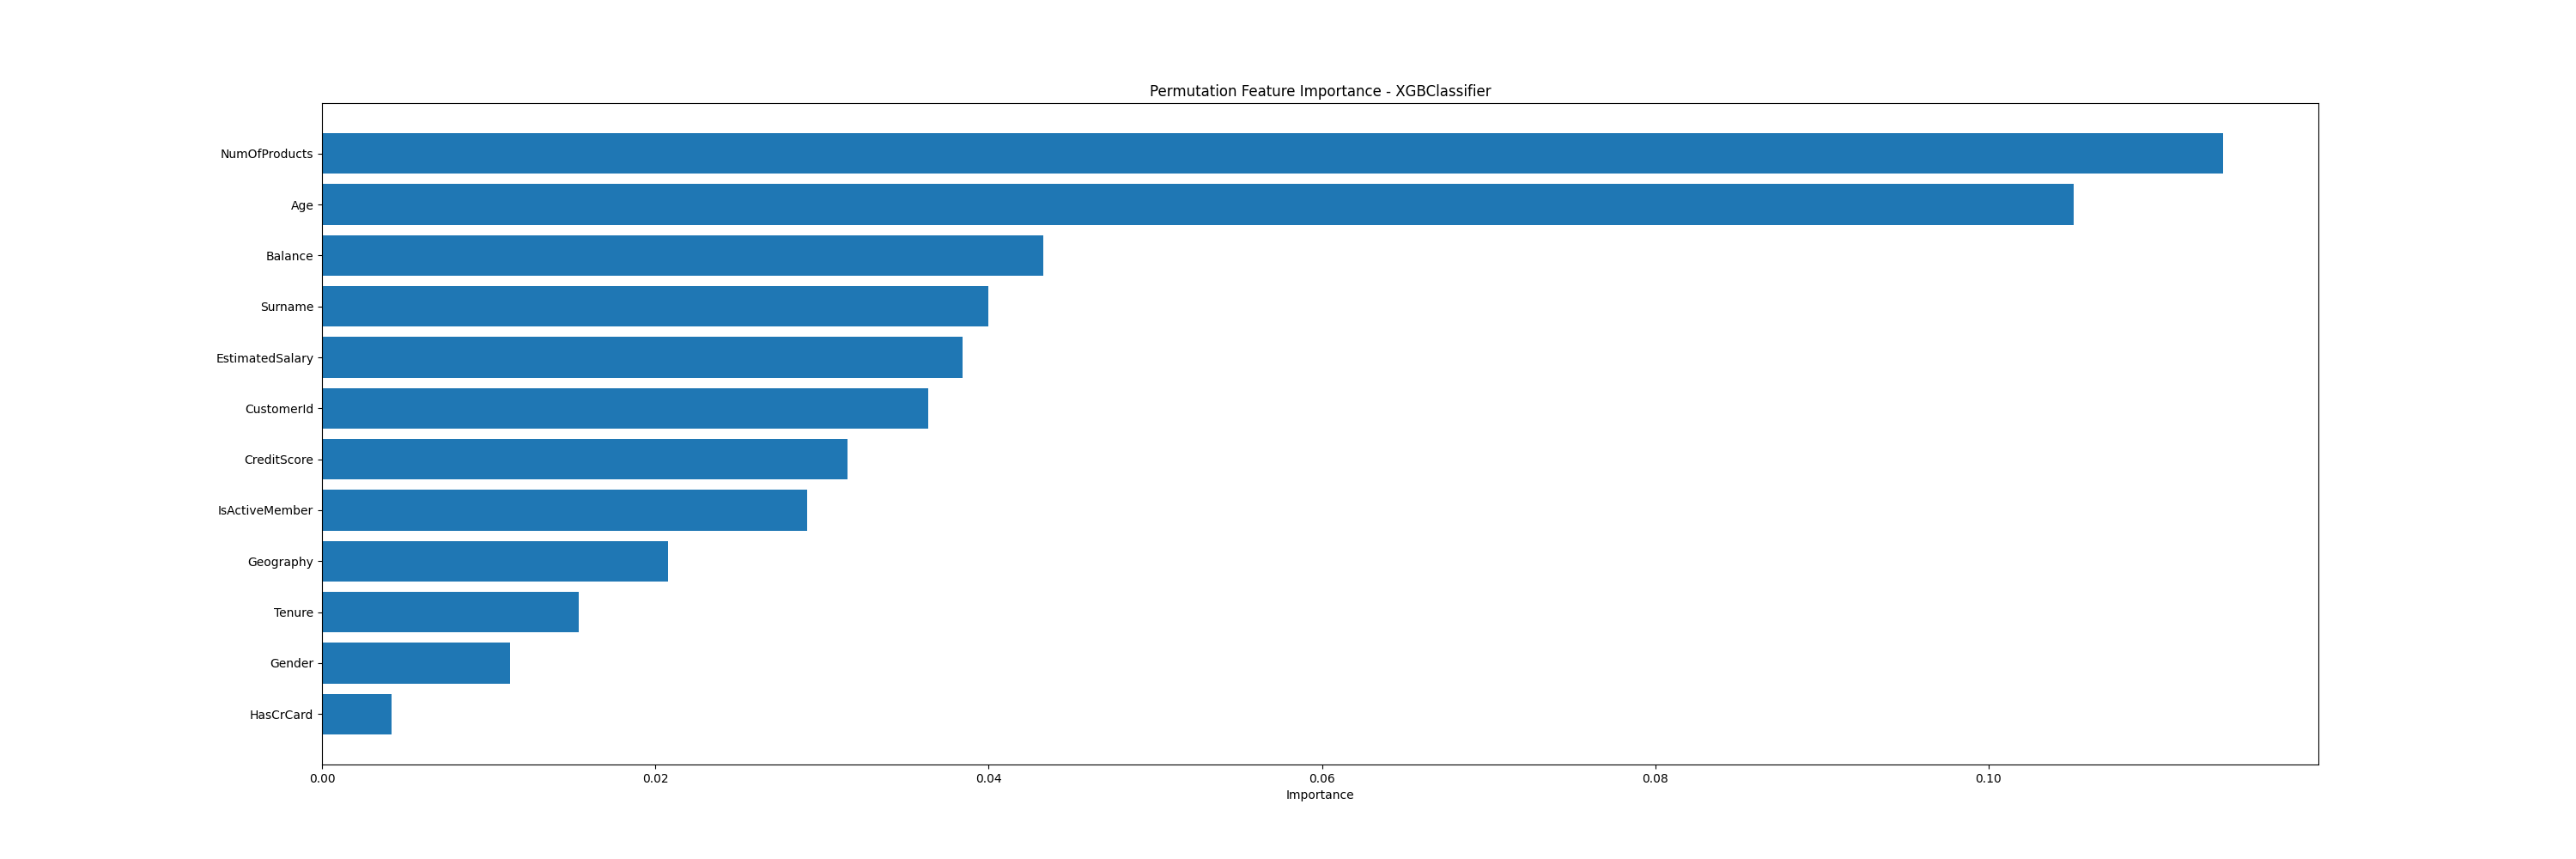 Permutation Feature Importance - XGBClassifier
NumOfProducts
Age
Balance
Surname
EstimatedSalary
CustomerId
CreditScore
IsActiveMember
Geography
Tenure
Gender
HasCrCard
0.00 0.02 0.04 0.06 0.08 0.10
Importance